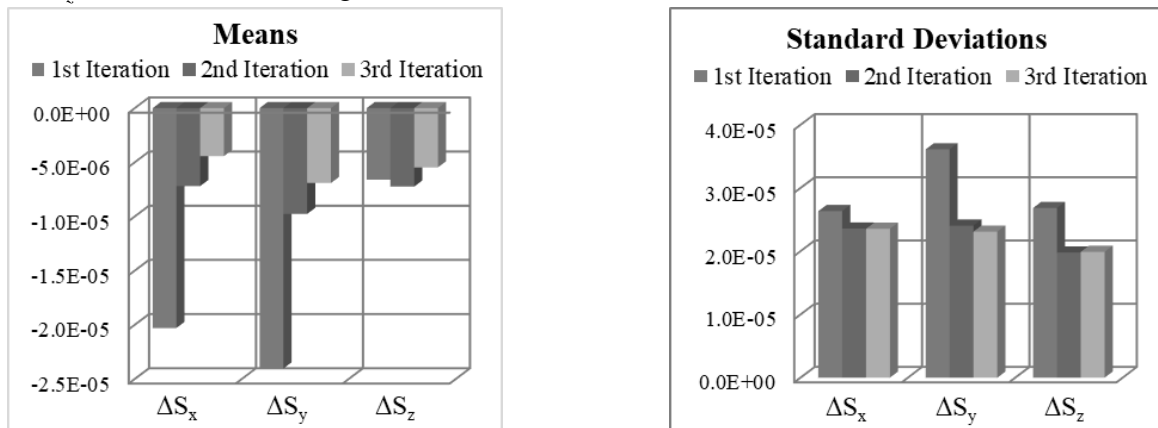 Means
1st Iteration 2nd Iteration 3rd Iteration
0.0E+00
-5.0E-06
-1.0E-05
-1.5E-05
-2.0E-05
-2.5E-05
ΔSx ΔSy ΔSz
Standard Deviations
1st Iteration 2nd Iteration 3rd Iteration
4.0E-05
3.0E-05
2.0E-05
1.0E-05
0.0E+00
ΔSx ΔSy ΔSz